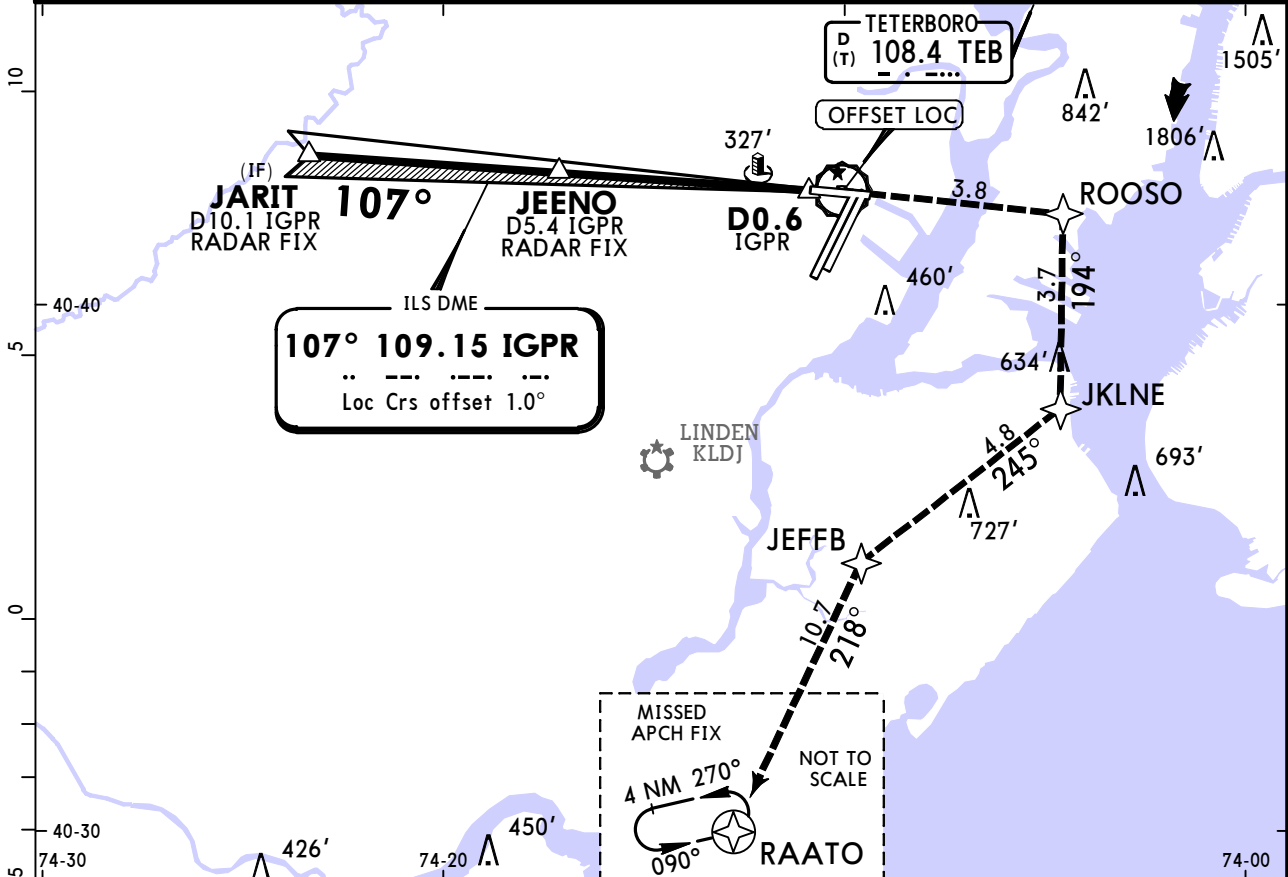 TETERBORO
D
(T)
108.4 TEB
1505'
10
842'
OFFSET LOC
1806'
327'
(IF)
JARIT
D10.1 IGPR
RADAR FIX
107°
JEENO
D5.4 IGPR
RADAR FIX
D0.6
IGPR
3.8
ROOSO
3.7
194°
460'
40-40
ILS DME
107° 109.15 IGPR
Loc Crs offset 1.0°
5
634'
JKLNE
LINDEN
KLDJ
4.8
245°
693'
727'
JEFFB
0
10.7
218°
MISSED
APCH FIX
NOT TO
SCALE
4 NM 270°
090°
RAATO
40-30
74-30
426'
74-20
450'
74-00
5